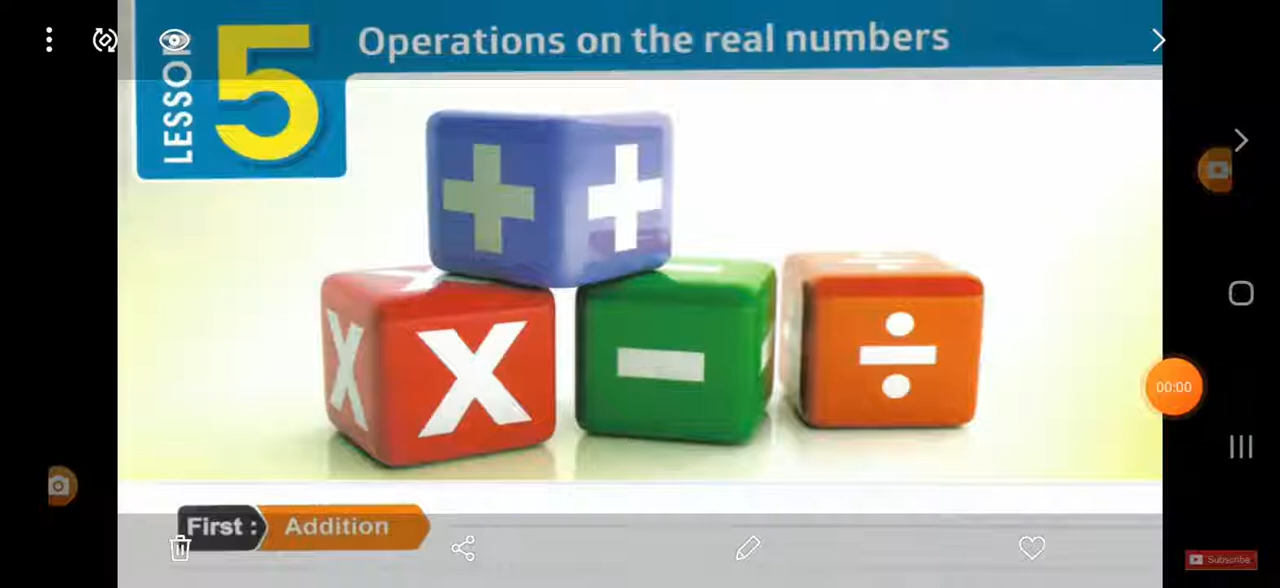 LESSON
5
Operations on the real numbers
+ +
X X
−
÷
00:00
First : Addition
Subscribe